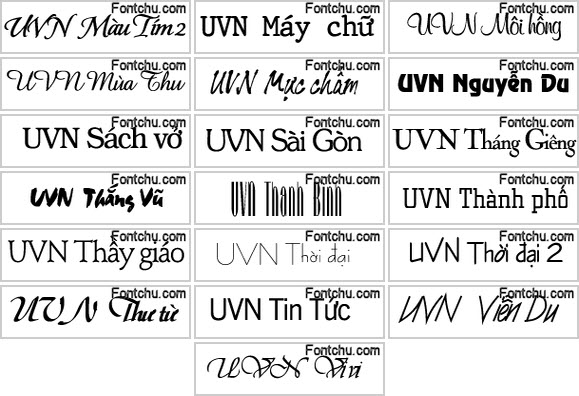 Fontchu.com Fontchu.com Fontchu.com
UVN Màu Tím 2 UVN Máy chữ UVN Môi hồng
Fontchu.com Fontchu.com Fontchu.com
UVN Mùa Thu UVN Mực châm UVN Nguyễn Du
Fontchu.com Fontchu.com Fontchu.com
UVN Sách vở UVN Sài Gòn UVN Tháng Giêng
Fontchu.com Fontchu.com Fontchu.com
UVN Thắng Vũ UVN Thanh Bình UVN Thành phố
Fontchu.com Fontchu.com Fontchu.com
UVN Thầy giáo UVN Thời đại UVN Thời đại 2
Fontchu.com Fontchu.com Fontchu.com
UVN Thư từ UVN Tin Tức UVN Viễn Du
Fontchu.com
UVN Vi vi